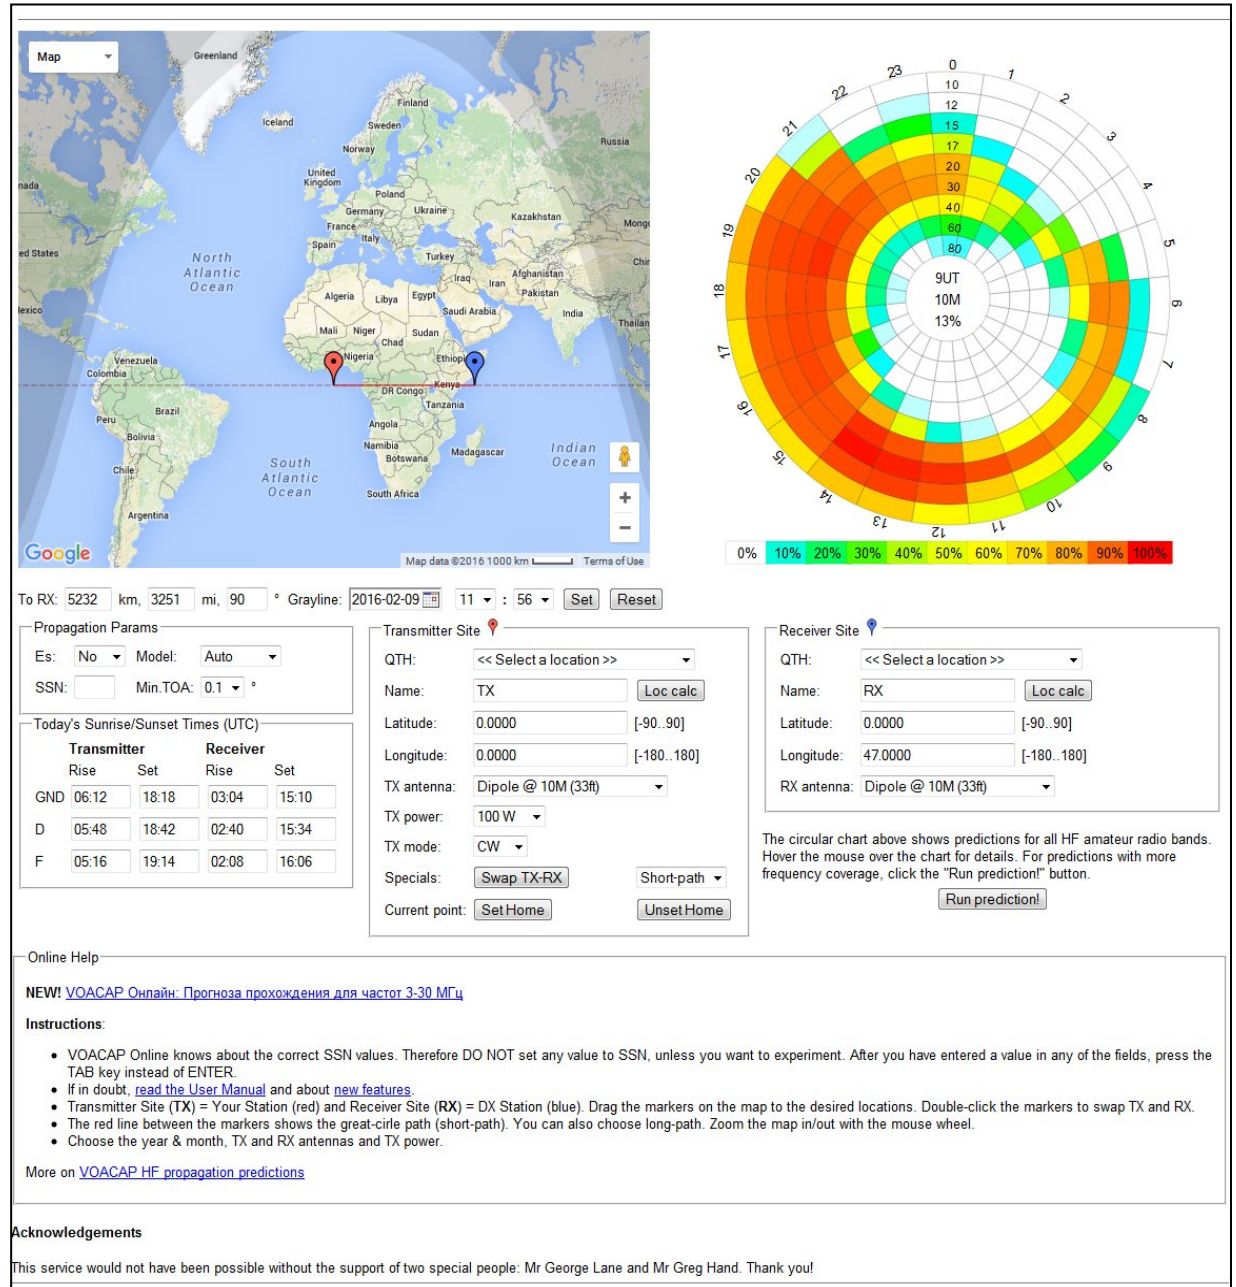 Map
Greenland
Iceland
Finland
Sweden
Norway
Russia
United
Kingdom
nada
Poland
Germany
Ukraine
Kazakhstan
Mong
France
ed States
Italy
Spain
Turkey
North
Atlantic
Ocean
Iraq
Iran
Afghanistan
Pakistan
Chin
Algeria
Libya
Egypt
Saudi Arabia
India
lexico
Thailan
Mali
Niger
Sudan
Chad
Nigeria
Ethiop
Venezuela
Colombia
DR Congo
Kenya
Tanzania
Brazil
Peru
Angola
Bolivia
Namibia
Botswana
Madagascar
Indian
Ocean
Chile
South
Atlantic
Ocean
South Africa
Argentina
Google
Map data ©2016 1000 km
Terms of Use
+
−
0 1 2 3 4 5 6 7 8 9 10 11 12 13 14 15 16 17 18 19 20 21 22 23
10
12
15
17
20
30
40
60
80
9UT
10M
13%
0% 10% 20% 30% 40% 50% 60% 70% 80% 90% 100%
To RX: 5232 km, 3251 mi, 90 ° Grayline: 2016-02-09 11 : 56 Set Reset
Propagation Params
Es: No Model: Auto
SSN: Min.TOA: 0.1 °
Today's Sunrise/Sunset Times (UTC)
Transmitter Receiver
Rise Set Rise Set
GND 06:12 18:18 03:04 15:10
D 05:48 18:42 02:40 15:34
F 05:16 19:14 02:08 16:06
Transmitter Site
QTH: << Select a location >>
Name: TX Loc calc
Latitude: 0.0000 [-90..90]
Longitude: 0.0000 [-180..180]
TX antenna: Dipole @ 10M (33ft)
TX power: 100 W
TX mode: CW
Specials: Swap TX-RX Short-path
Current point: Set Home Unset Home
Receiver Site
QTH: << Select a location >>
Name: RX Loc calc
Latitude: 0.0000 [-90..90]
Longitude: 47.0000 [-180..180]
RX antenna: Dipole @ 10M (33ft)
The circular chart above shows predictions for all HF amateur radio bands.
Hover the mouse over the chart for details. For predictions with more
frequency coverage, click the "Run prediction!" button.
Run prediction!
Online Help
NEW! VOACAP Онлайн: Прогноза прохождения для частот 3-30 МГц
Instructions:
• VOACAP Online knows about the correct SSN values. Therefore DO NOT set any value to SSN, unless you want to experiment. After you have entered a value in any of the fields, press the
TAB key instead of ENTER.
• If in doubt, read the User Manual and about new features.
• Transmitter Site (TX) = Your Station (red) and Receiver Site (RX) = DX Station (blue). Drag the markers on the map to the desired locations. Double-click the markers to swap TX and RX.
• The red line between the markers shows the great-cirle path (short-path). You can also choose long-path. Zoom the map in/out with the mouse wheel.
• Choose the year & month, TX and RX antennas and TX power.
More on VOACAP HF propagation predictions
Acknowledgements
This service would not have been possible without the support of two special people: Mr George Lane and Mr Greg Hand. Thank you!